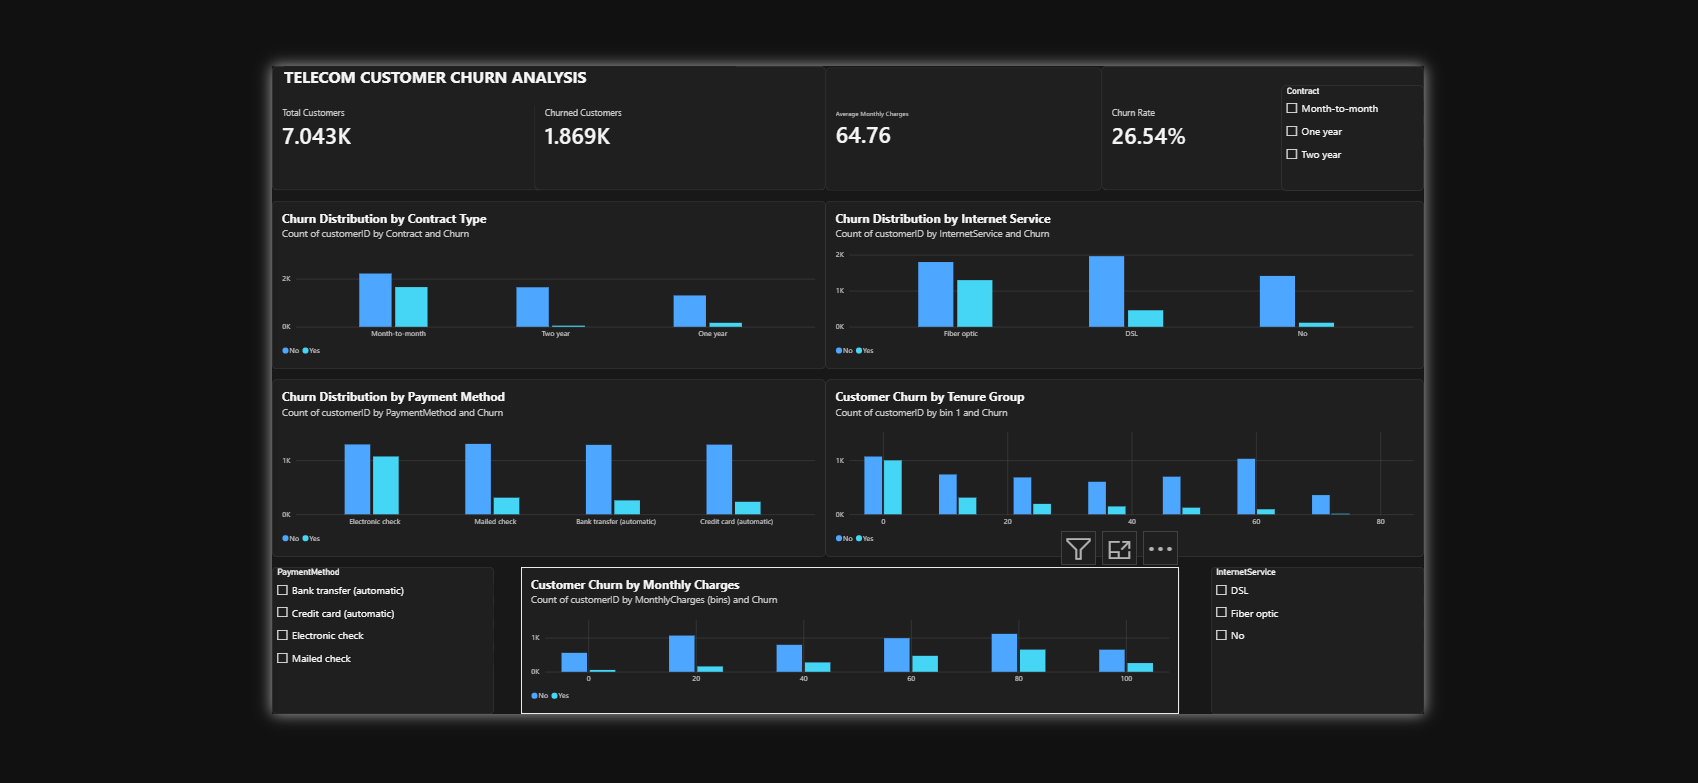 TELECOM CUSTOMER CHURN ANALYSIS
Total Customers
7.043K
Churned Customers
1.869K
Average Monthly Charges
64.76
Churn Rate
26.54%
Contract
Month-to-month
One year
Two year
Churn Distribution by Contract Type
Count of customerID by Contract and Churn
2K
0K
Month-to-month Two year One year
No Yes
Churn Distribution by Internet Service
Count of customerID by InternetService and Churn
2K
1K
0K
Fiber optic DSL No
No Yes
Churn Distribution by Payment Method
Count of customerID by PaymentMethod and Churn
1K
0K
Electronic check Mailed check Bank transfer (automatic) Credit card (automatic)
No Yes
Customer Churn by Tenure Group
Count of customerID by bin 1 and Churn
1K
0K
0 20 40 60 80
No Yes
PaymentMethod
Bank transfer (automatic)
Credit card (automatic)
Electronic check
Mailed check
Customer Churn by Monthly Charges
Count of customerID by MonthlyCharges (bins) and Churn
1K
0K
0 20 40 60 80 100
No Yes
InternetService
DSL
Fiber optic
No